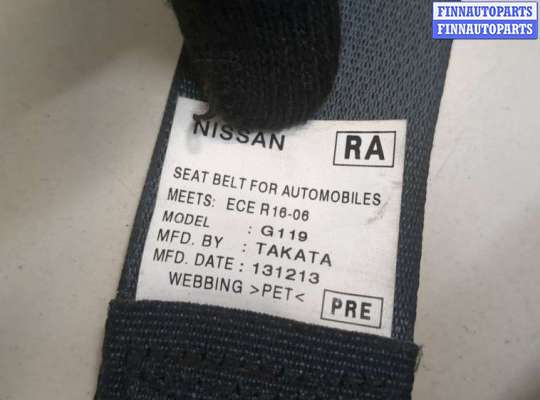 FINNAUTOPARTS
FINNAUTOPARTS
NISSAN
RA
SEAT BELT FOR AUTOMOBILES
MEETS: ECE R16-06
MODEL : G119
MFD. BY : TAKATA
MFD. DATE : 131213
WEBBING >PET<
PRE